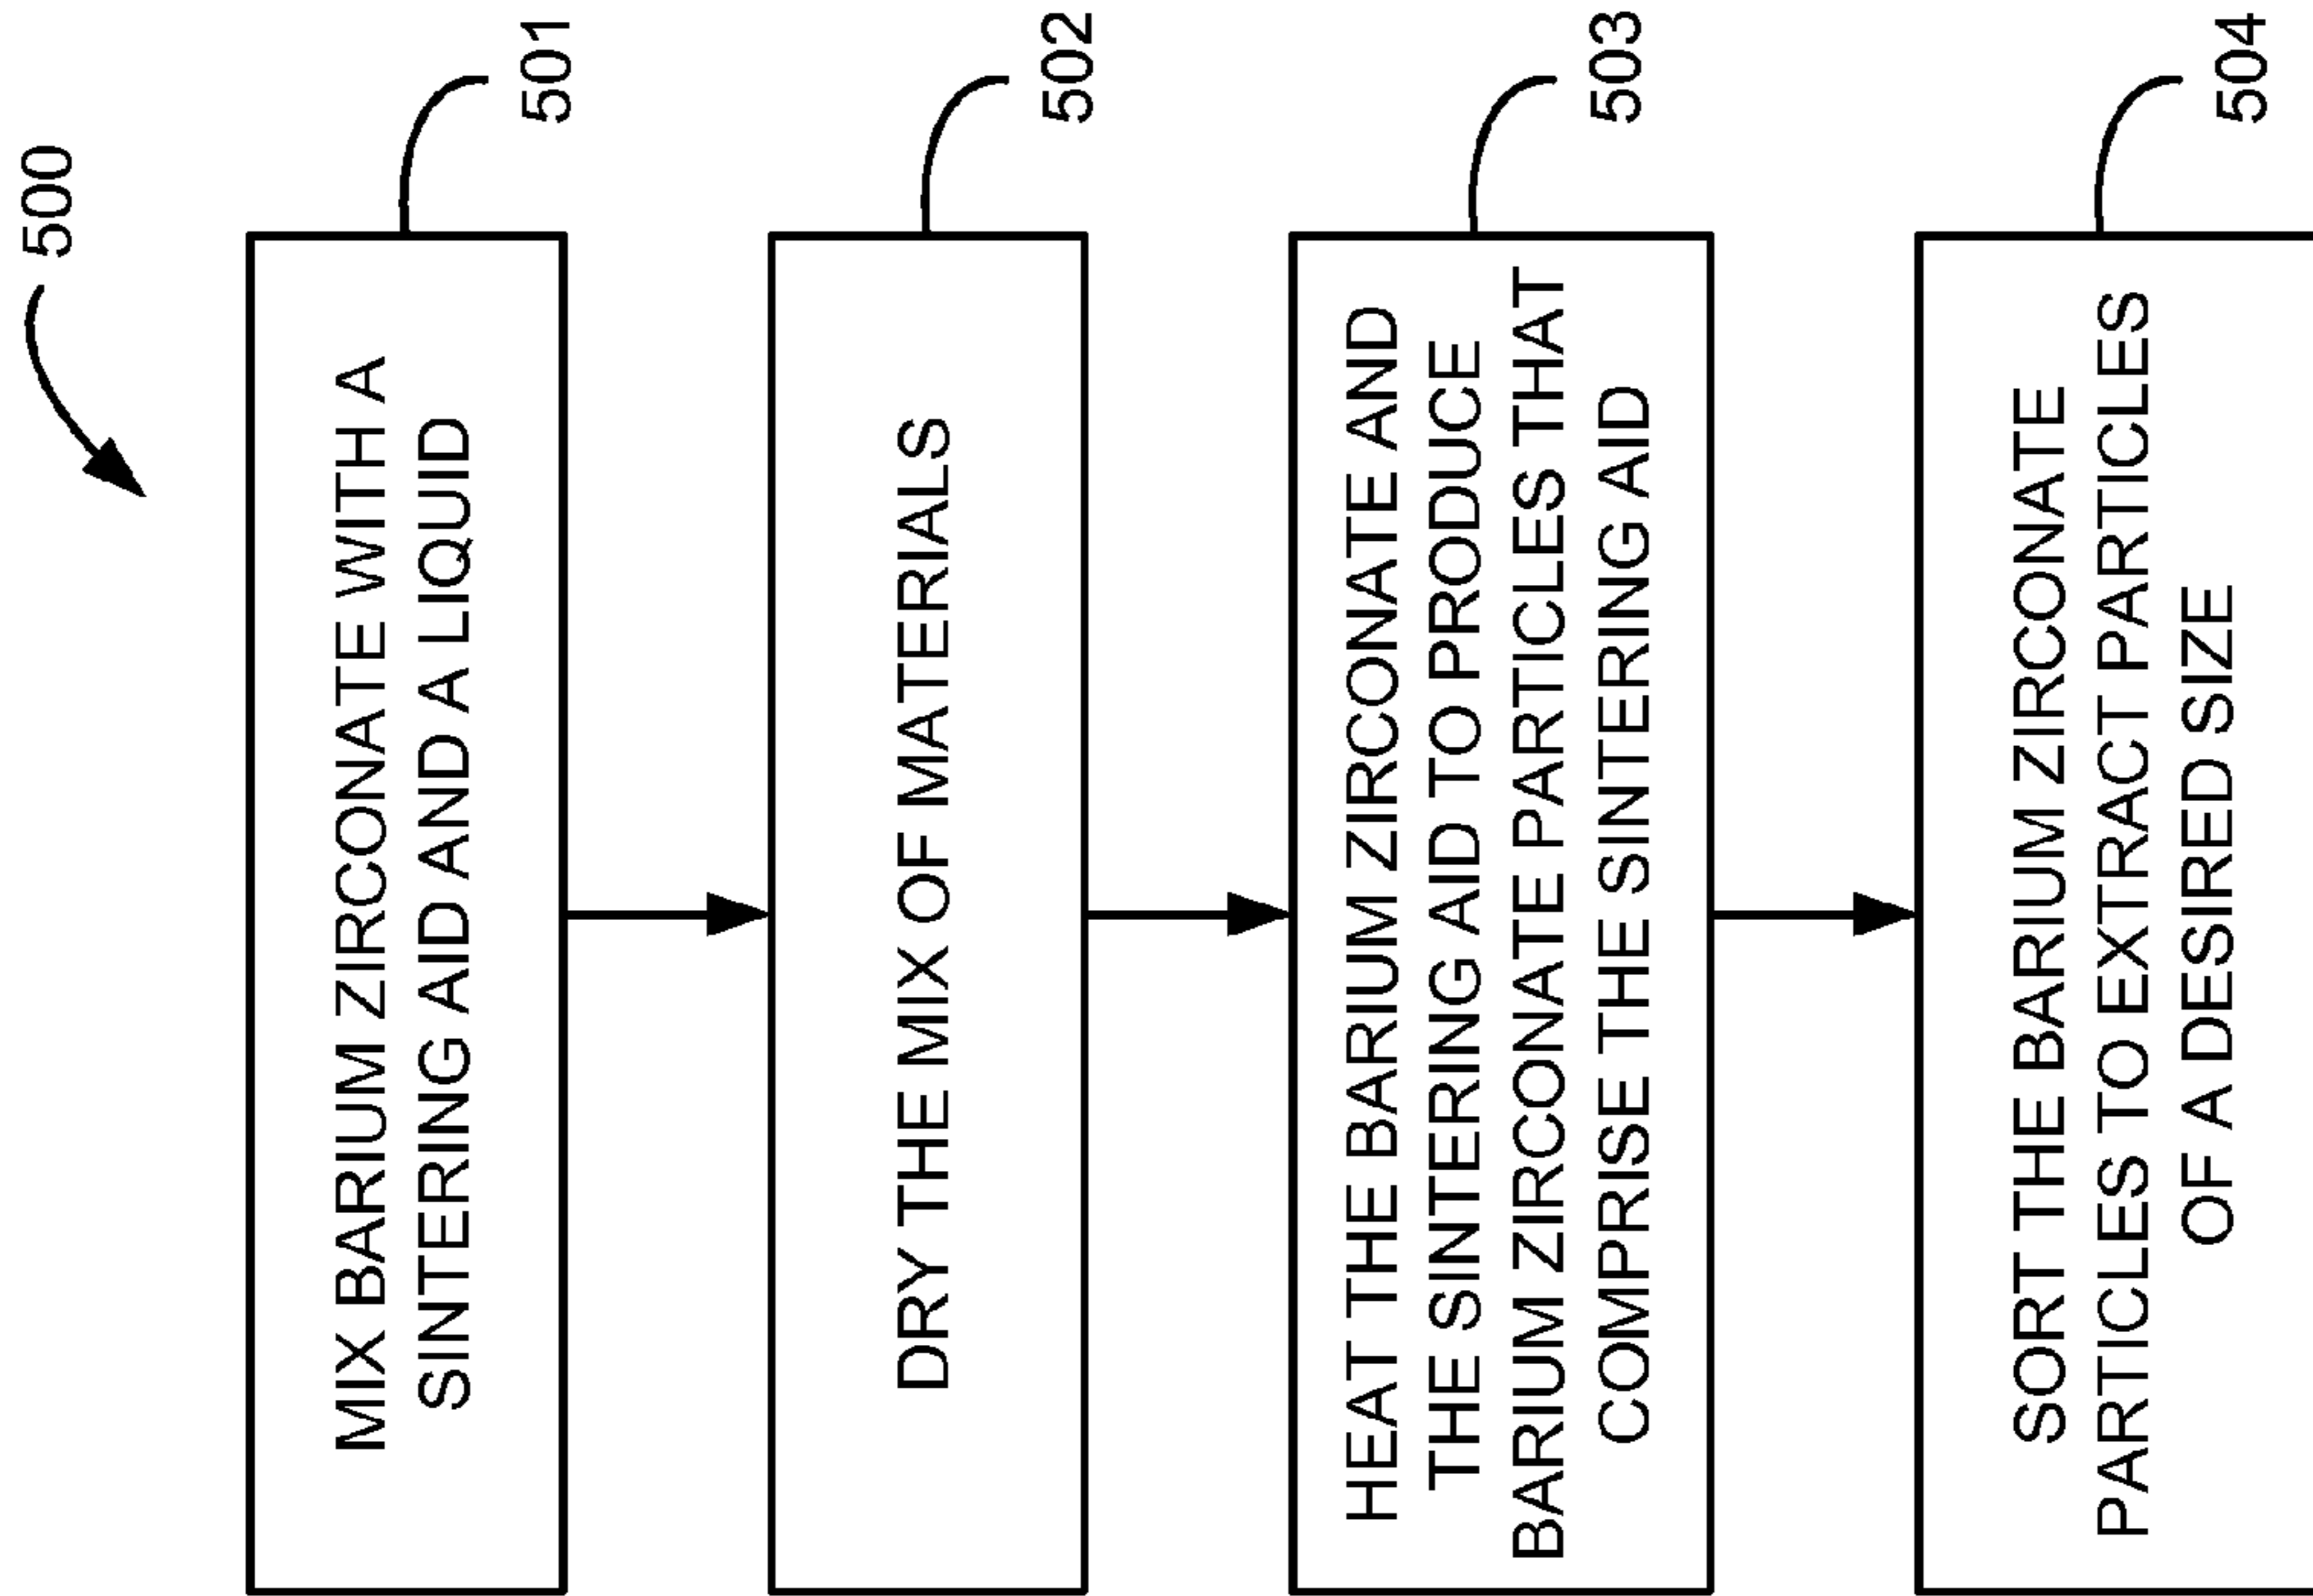 500
MIX BARIUM ZIRCONATE WITH A
SINTERING AID AND A LIQUID
501
DRY THE MIX OF MATERIALS
502
HEAT THE BARIUM ZIRCONATE AND
THE SINTERING AID TO PRODUCE
BARIUM ZIRCONATE PARTICLES THAT
COMPRISE THE SINTERING AID
503
SORT THE BARIUM ZIRCONATE
PARTICLES TO EXTRACT PARTICLES
OF A DESIRED SIZE
504